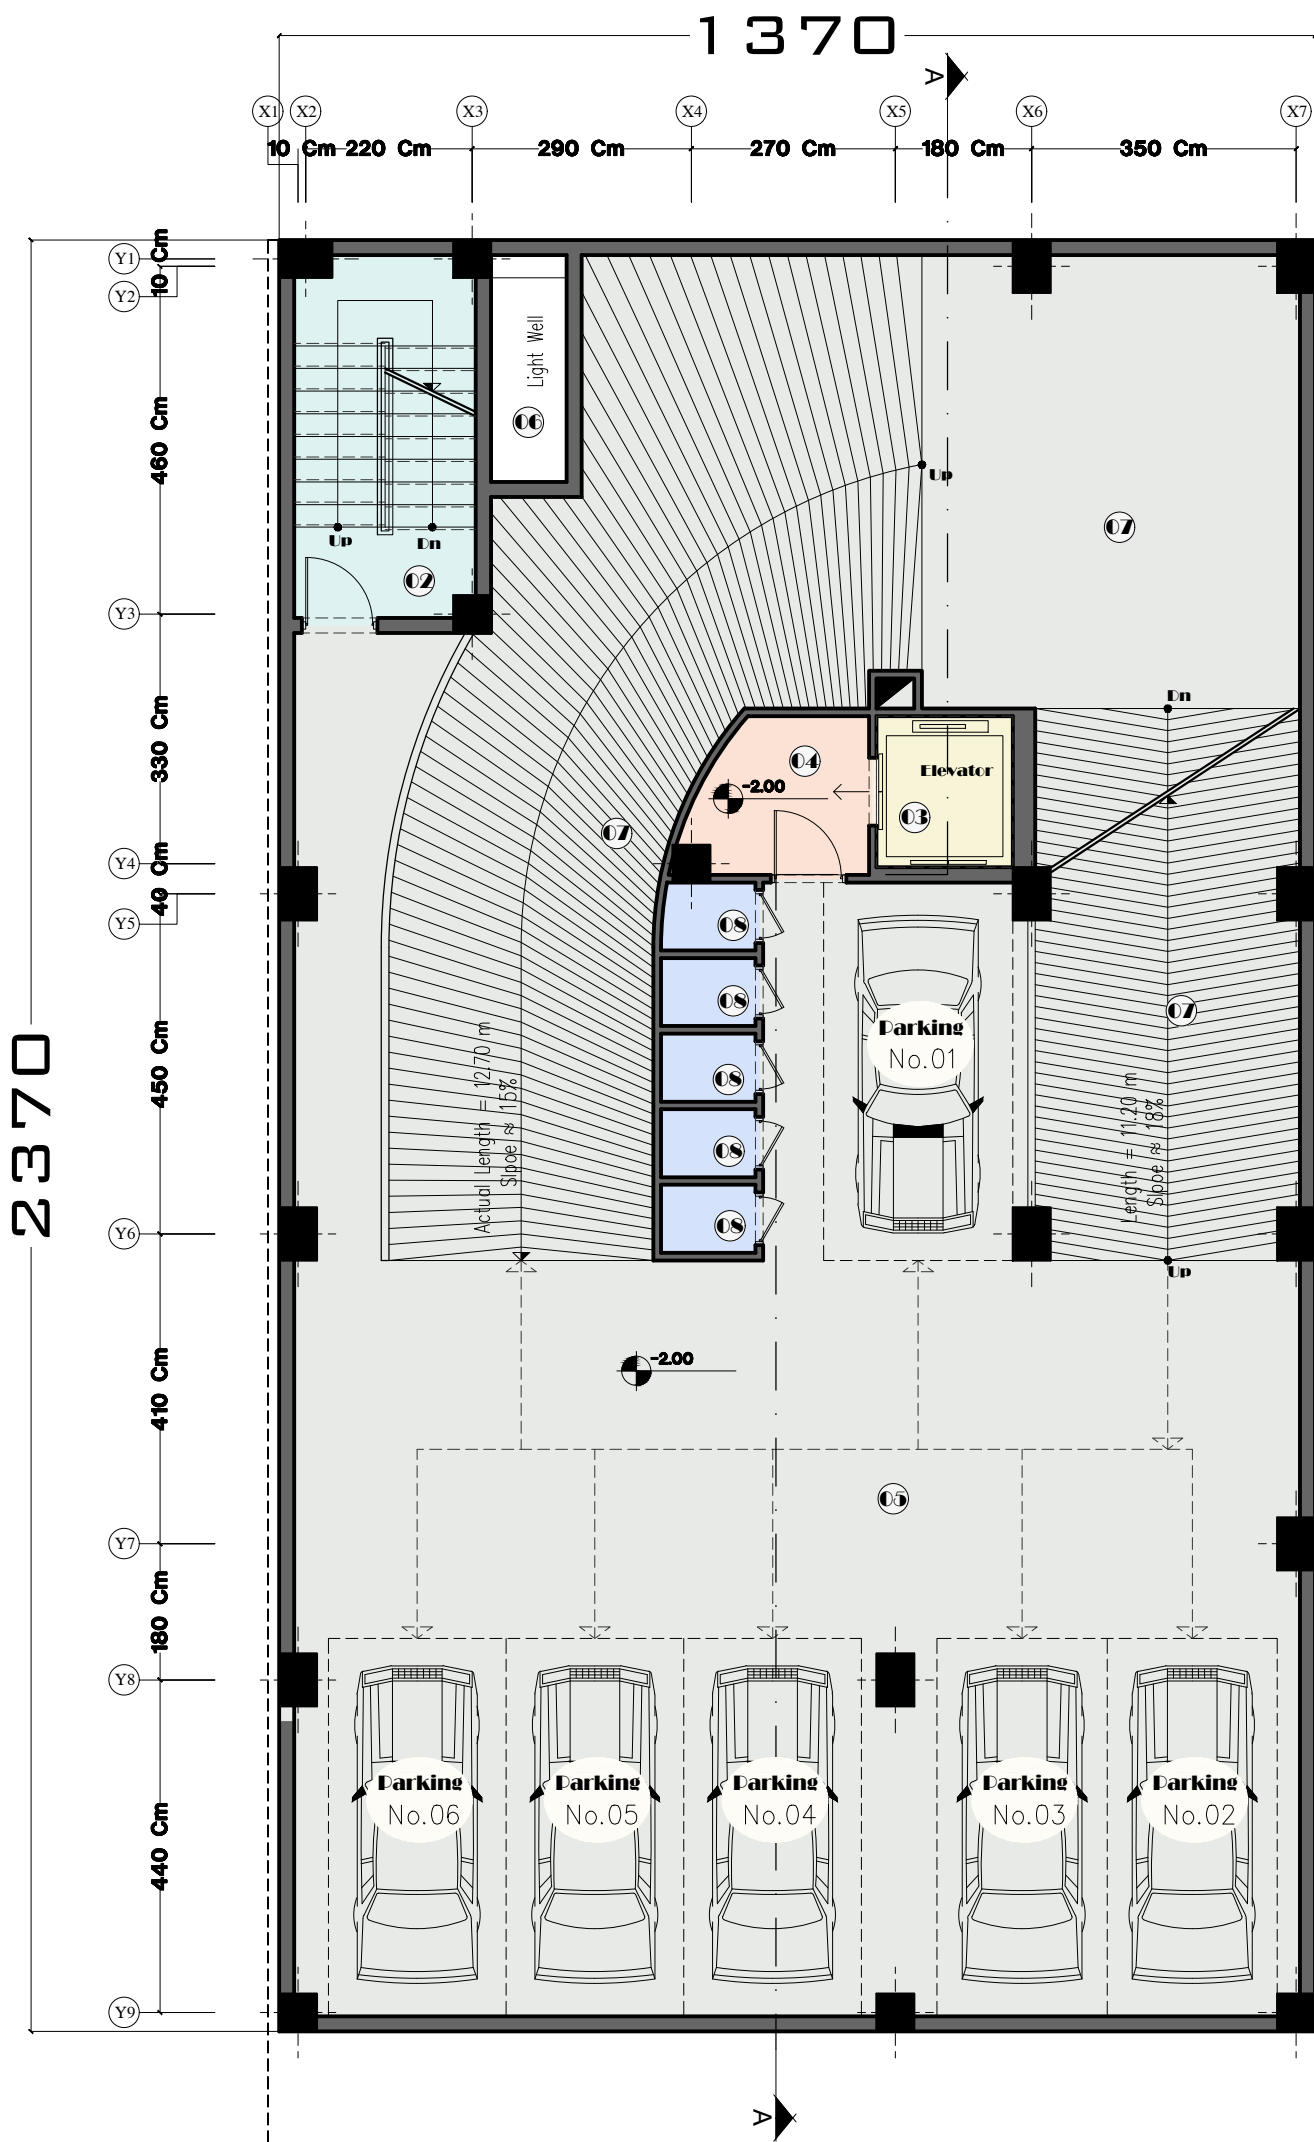 1370
A
X1 X2 X3 X4 X5 X6 X7
10 Cm 220 Cm 290 Cm 270 Cm 180 Cm 350 Cm
Y1
10 Cm
Y2
Light Well
06
460 Cm
Up
07
Up
Dn
02
Y3
Dn
330 Cm
04
Elevator
-2.00
03
07
Y4
40 Cm
Y5
08
08
07
Parking
No.01
2370
450 Cm
08
Actual Length = 12.70 m
Slpoe ≈ 15%
Length = 11.20 m
Slpoe ≈ 18%
08
08
Y6
Up
-2.00
410 Cm
05
Y7
180 Cm
Y8
Parking
No.06
Parking
No.05
Parking
No.04
Parking
No.03
Parking
No.02
440 Cm
Y9
A